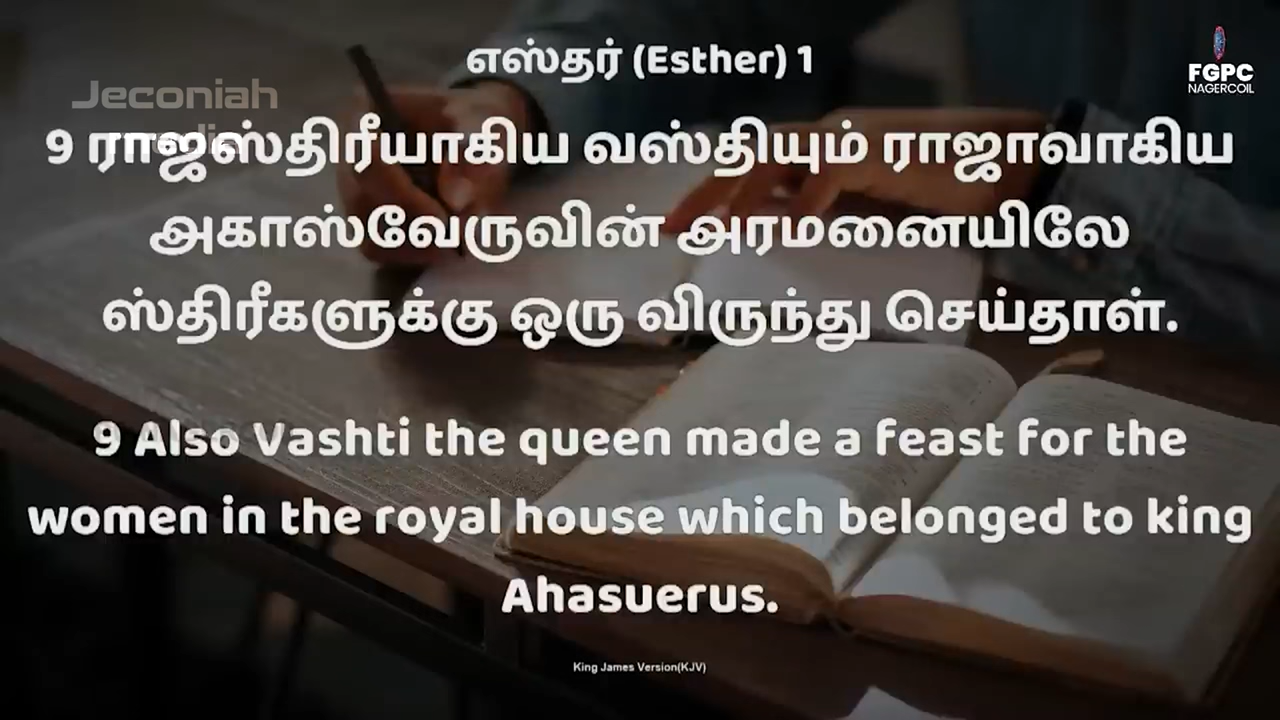 எஸ்தர் (Esther) 1
Jeconiah
media
FGPC
NAGERCOIL
9 ராஜஸ்திரீயாகிய வஸ்தியும் ராஜாவாகிய
அகாஸ்வேருவின் அரமனையிலே
ஸ்திரீகளுக்கு ஒரு விருந்து செய்தாள்.
9 Also Vashti the queen made a feast for the
women in the royal house which belonged to king
Ahasuerus.
King James Version(KJV)